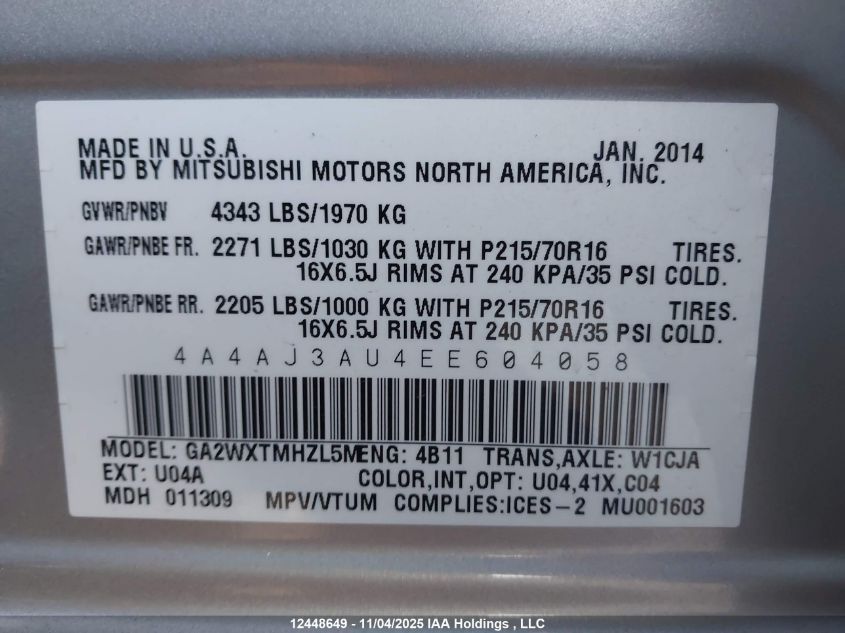 MADE IN U.S.A. JAN. 2014
MFD BY MITSUBISHI MOTORS NORTH AMERICA, INC.
GVWR/PNBV 4343 LBS/1970 KG
GAWR/PNBE FR. 2271 LBS/1030 KG WITH P215/70R16 TIRES.
16X6.5J RIMS AT 240 KPA/35 PSI COLD.
GAWR/PNBE RR. 2205 LBS/1000 KG WITH P215/70R16 TIRES.
16X6.5J RIMS AT 240 KPA/35 PSI COLD.
4A4AJ3AU4EE604058
MODEL: GA2WXTMHZL5MENG: 4B11 TRANS,AXLE: W1CJA
EXT: U04A COLOR,INT,OPT: U04,41X,C04
MDH 011309 MPV/VTUM COMPLIES:ICES-2 MU001603
12448649 - 11/04/2025 IAA Holdings , LLC